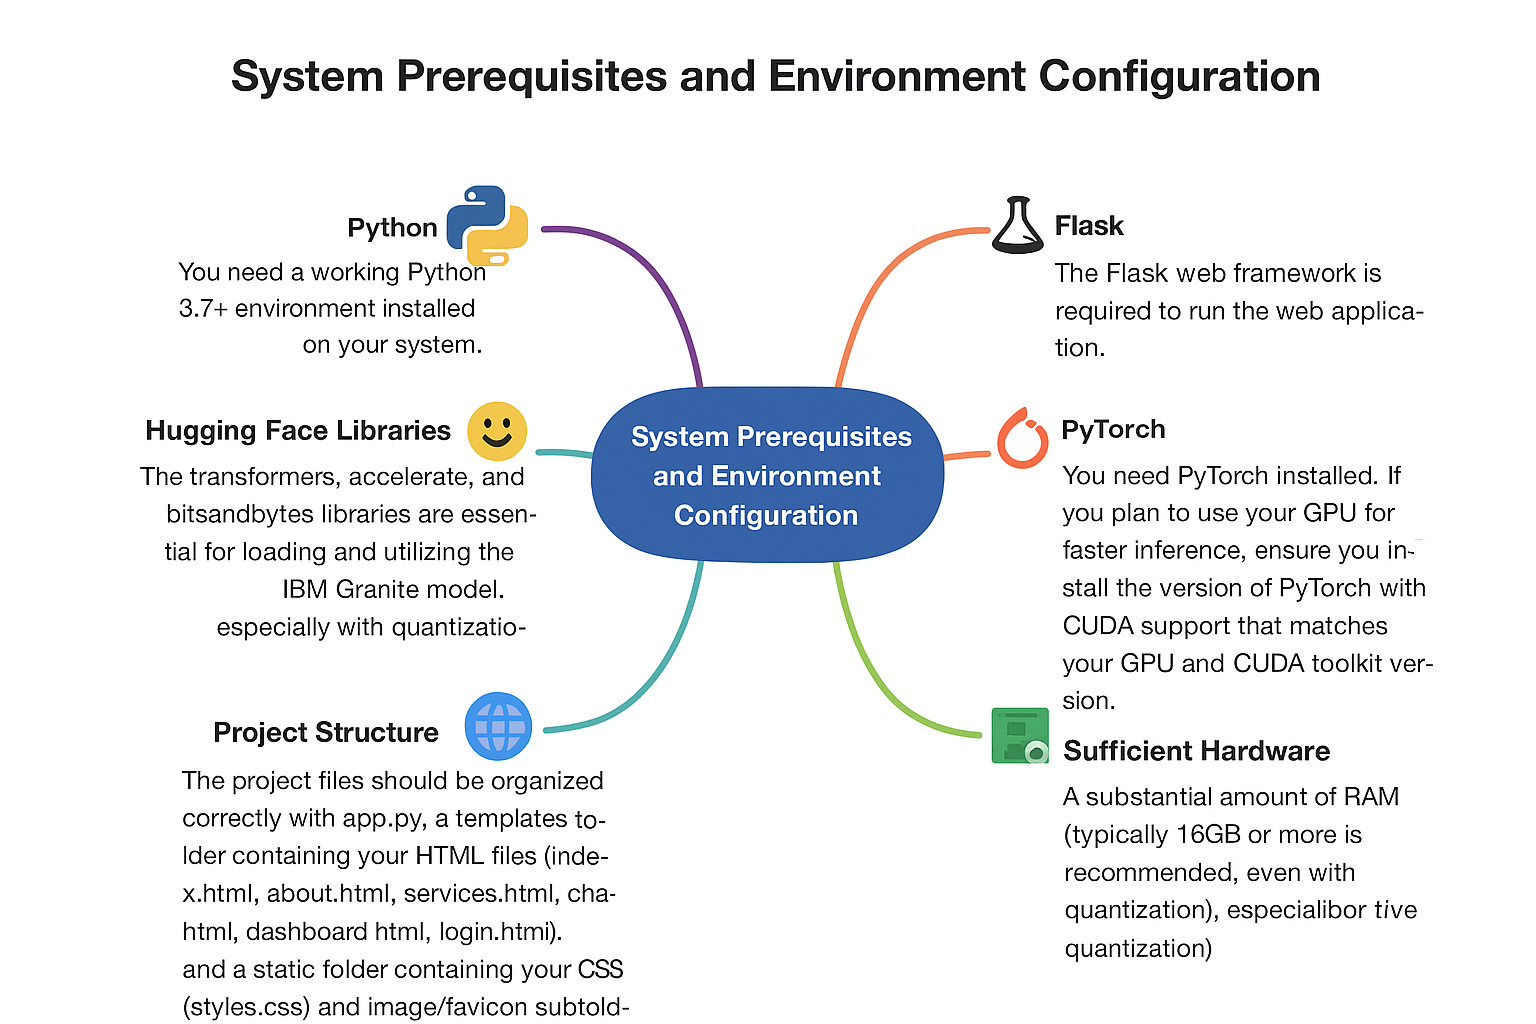 System Prerequisites and Environment Configuration
Python
You need a working Python
3.7+ environment installed
on your system.
Hugging Face Libraries
The transformers, accelerate, and
bitsandbytes libraries are essen-
tial for loading and utilizing the
IBM Granite model.
especially with quantizatio-
Project Structure
The project files should be organized
correctly with app.py, a templates to-
lder containing your HTML files (inde-
x.html, about.html, services.html, cha-
html, dashboard html, login.htmi).
and a static folder containing your CSS
(styles.css) and image/favicon subtold-
System Prerequisites
and Environment
Configuration
Flask
The Flask web framework is
required to run the web applica-
tion.
PyTorch
You need PyTorch installed. If
you plan to use your GPU for
faster inference, ensure you in-
stall the version of PyTorch with
CUDA support that matches
your GPU and CUDA toolkit ver-
sion.
Sufficient Hardware
A substantial amount of RAM
(typically 16GB or more is
recommended, even with
quantization), especialibor tive
quantization)